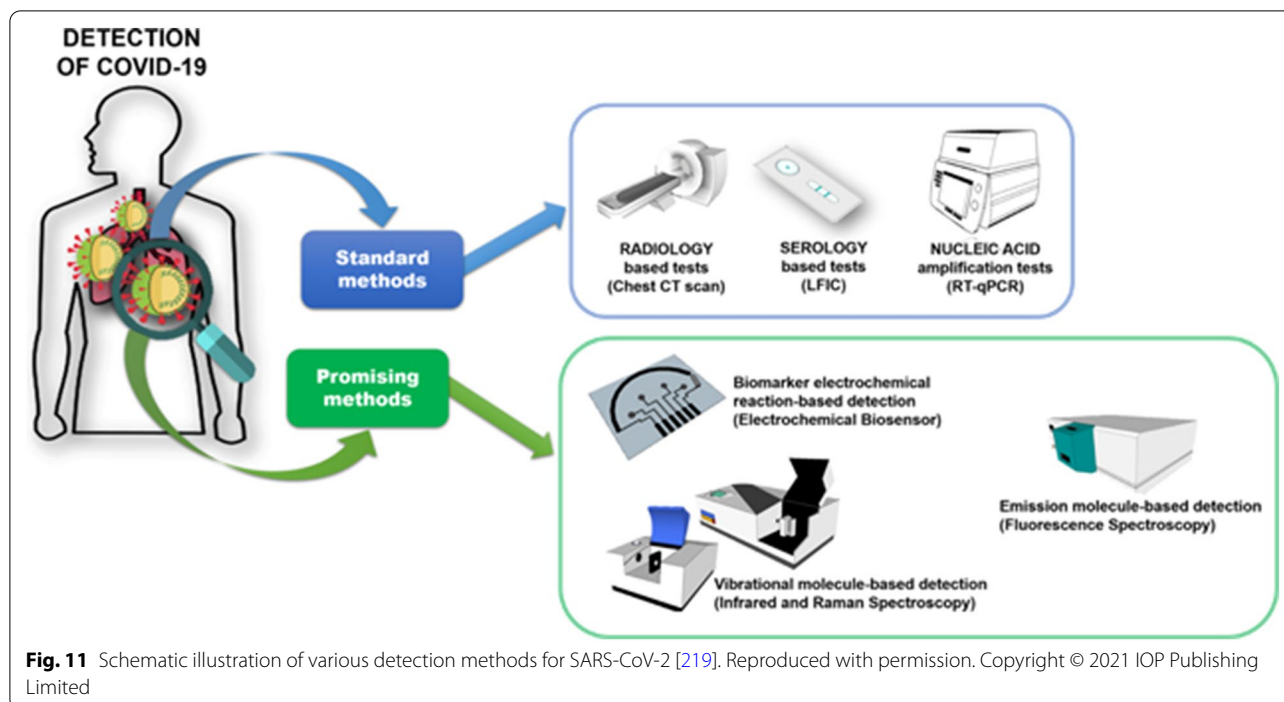 DETECTION
OF COVID-19
Standard
methods
RADIOLOGY
based tests
(Chest CT scan)
SEROLOGY
based tests
(LFIC)
NUCLEIC ACID
amplification tests
(RT-qPCR)
Promising
methods
Biomarker electrochemical
reaction-based detection
(Electrochemical Biosensor)
Emission molecule-based detection
(Fluorescence Spectroscopy)
Vibrational molecule-based detection
(Infrared and Raman Spectroscopy)
Fig. 11 Schematic illustration of various detection methods for SARS-CoV-2 [219]. Reproduced with permission. Copyright © 2021 IOP Publishing
Limited